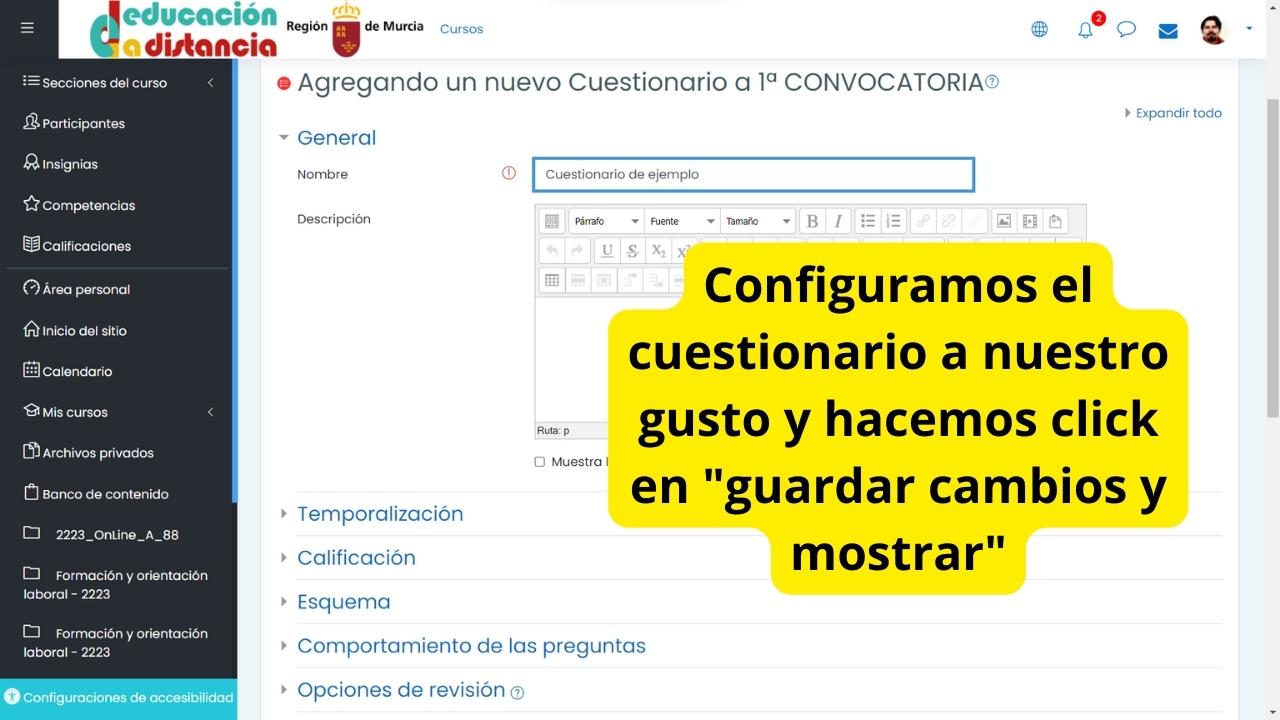 educación
a distancia
Región de Murcia
Cursos
2
Secciones del curso
Participantes
Insignias
Competencias
Calificaciones
Área personal
Inicio del sitio
Calendario
Mis cursos
Archivos privados
Banco de contenido
2223_OnLine_A_88
Formación y orientación
laboral - 2223
Formación y orientación
laboral - 2223
Configuraciones de accesibilidad
Agregando un nuevo Cuestionario a 1ª CONVOCATORIA
Expandir todo
General
Nombre
Cuestionario de ejemplo
Descripción
Párrafo Fuente Tamaño B I
U S X₂ X²
Ruta: p
Muestra
Configuramos el
cuestionario a nuestro
gusto y hacemos click
en "guardar cambios y
mostrar"
Temporalización
Calificación
Esquema
Comportamiento de las preguntas
Opciones de revisión